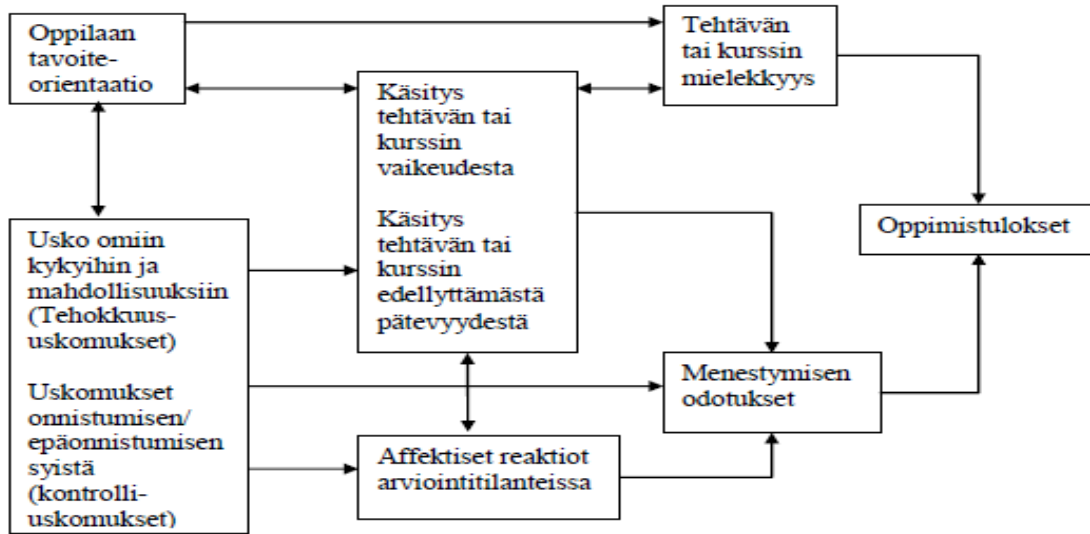 Oppilaan
tavoite-
orientaatio
Tehtävän
tai kurssin
mielekkyys
Käsitys
tehtävän tai
kurssin
vaikeudesta
Käsitys
tehtävän tai
kurssin
edellyttämästä
pätevyydestä
Usko omiin
kykyihin ja
mahdollisuuksiin
(Tehokkuus-
uskomukset)
Uskomukset
onnistumisen/
epäonnistumisen
syistä
(kontrolli-
uskomukset)
Affektiset reaktiot
arviointitilanteissa
Menestymisen
odotukset
Oppimistulokset